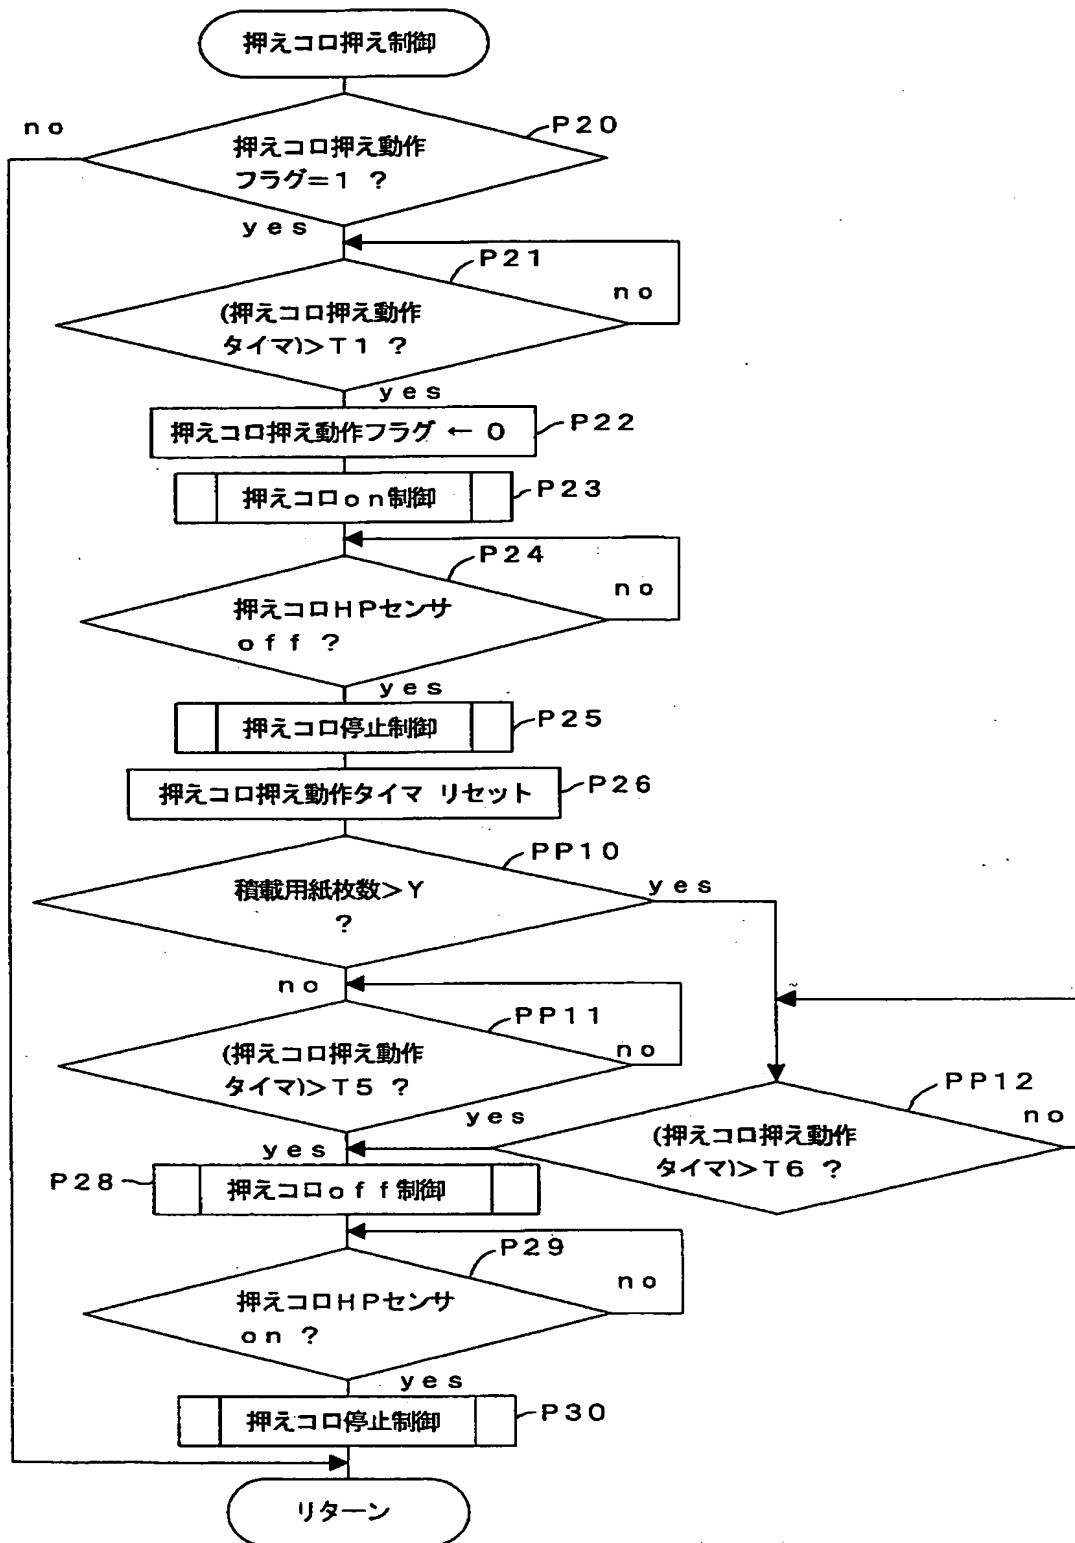 押えコロ押え制御
no
P20
押えコロ押え動作
フラグ=1 ?
yes
P21
no
(押えコロ押え動作
タイマ)>T1 ?
yes
押えコロ押え動作フラグ ← 0
P22
押えコロon制御
P23
P24
no
押えコロHPセンサ
off ?
yes
押えコロ停止制御
P25
押えコロ押え動作タイマ リセット
P26
PP10
yes
積載用紙枚数>Y
?
no
PP11
no
(押えコロ押え動作
タイマ)>T5 ?
yes
PP12
no
yes
(押えコロ押え動作
タイマ)>T6 ?
P28
押えコロoff制御
P29
no
押えコロHPセンサ
on ?
yes
押えコロ停止制御
P30
リターン